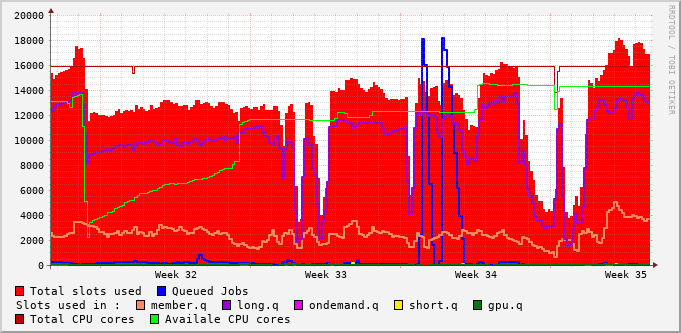 20000
18000
16000
14000
12000
10000
8000
6000
4000
2000
0
Week 32 Week 33 Week 34 Week 35
RRDTOOL / TOBI OETIKER
Total slots used Queued Jobs
Slots used in : member.q long.q ondemand.q short.q gpu.q
Total CPU cores Availale CPU cores